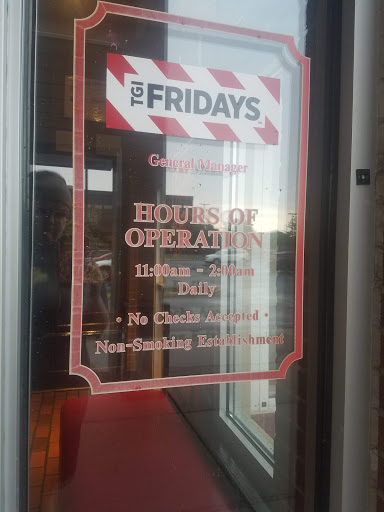 TGI FRIDAYS
General Manager
HOURS OF
OPERATION
11:00am - 2:00am
Daily
• No Checks Accepted •
Non-Smoking Establishment